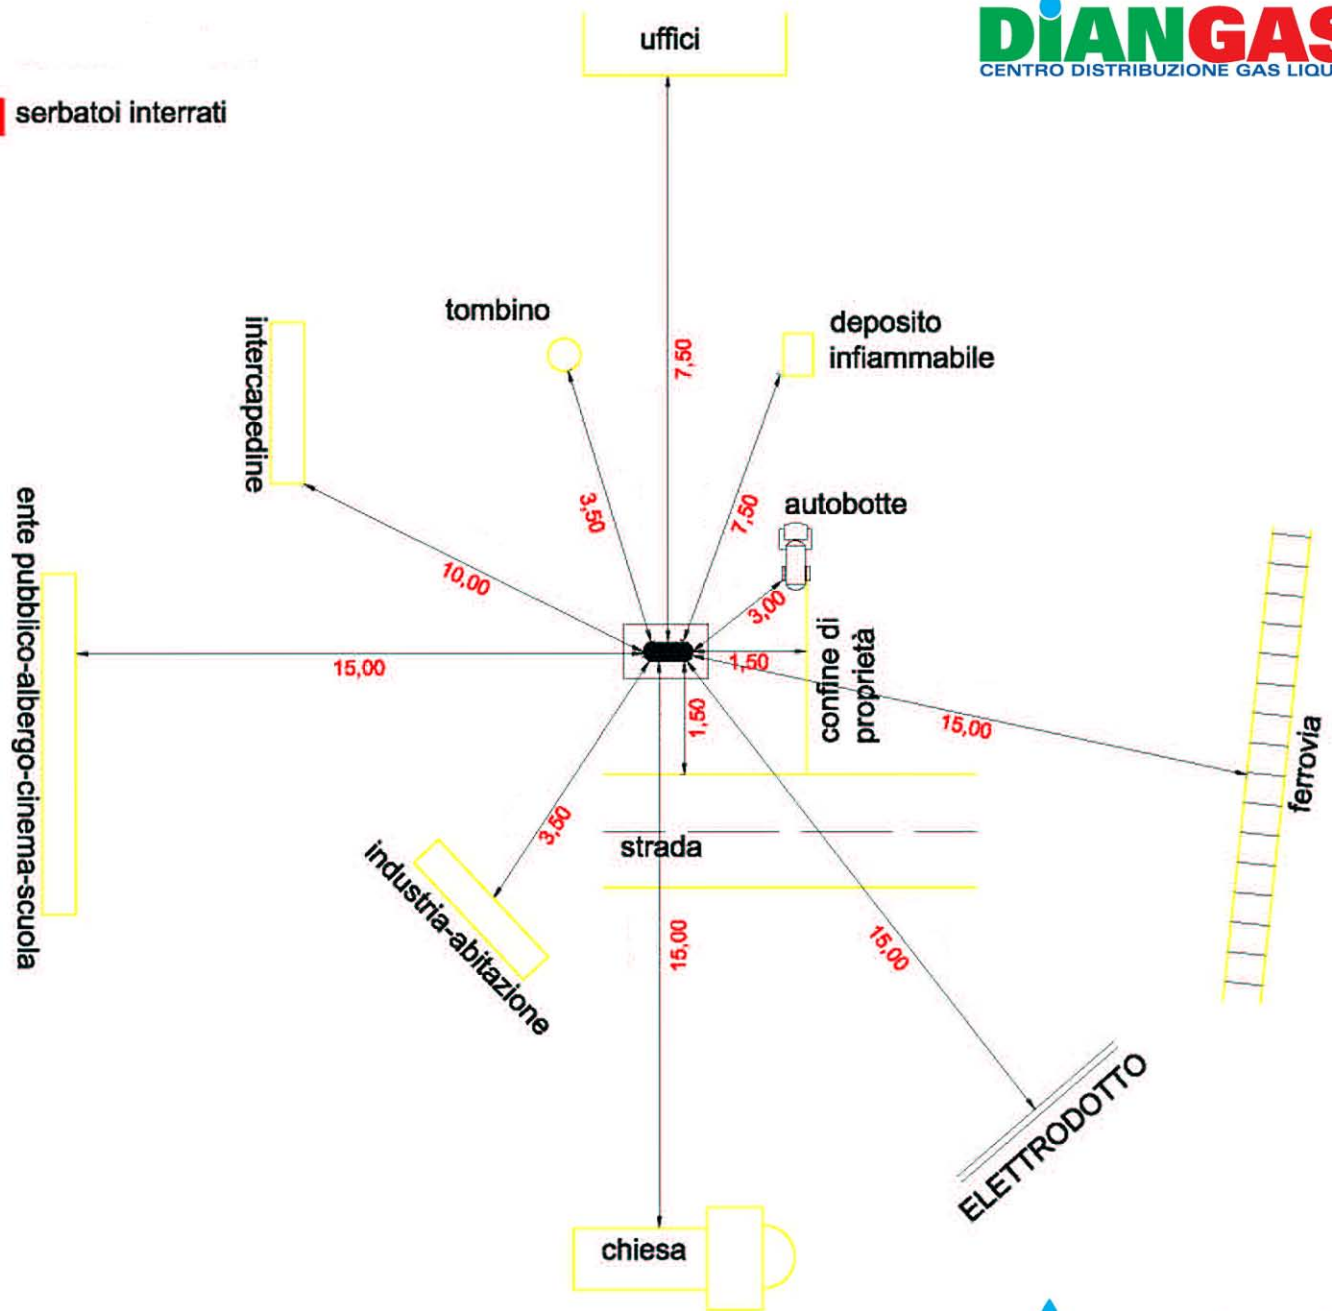 uffici
DiANGAS
CENTRO DISTRIBUZIONE GAS LIQU
serbatoi interrati
tombino
deposito
infiammabile
intercapedine
7,50
3,50
7,50
autobotte
10,00
3,00
ente pubblico-albergo-cinema-scuola
15,00
1,50
confine di
proprietà
1,50
15,00
ferrovia
3,50
strada
industria-abitazione
15,00
15,00
ELETTRODOTTO
chiesa